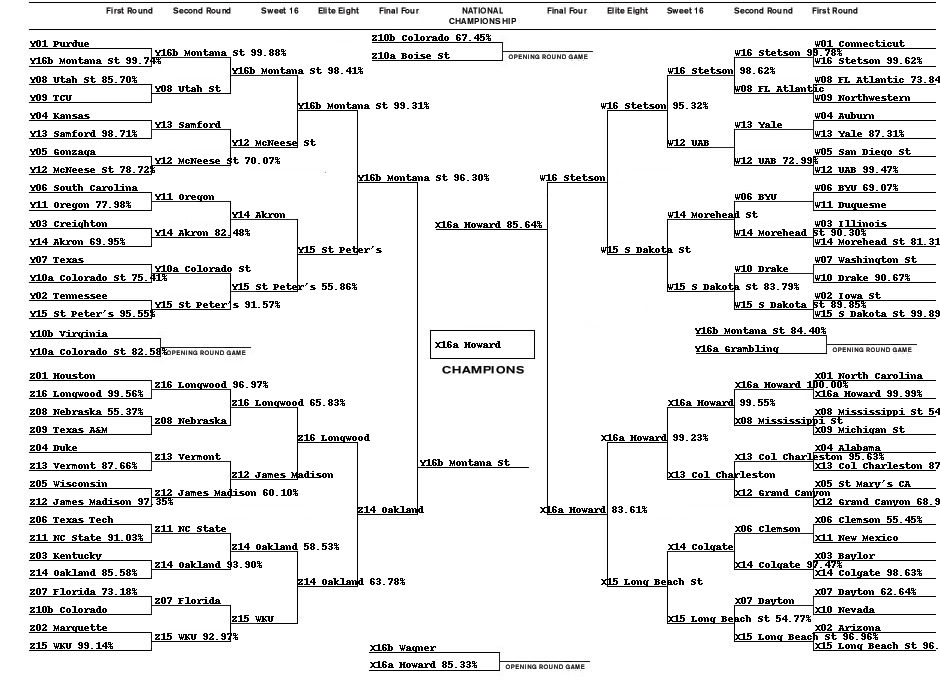 First Round Second Round Sweet 16 Elite Eight Final Four NATIONAL CHAMPIONSHIP Final Four Elite Eight Sweet 16 Second Round First Round
Z10b Colorado 67.45%
Z10a Boise St
OPENING ROUND GAME
Y01 Purdue
Y16b Montana St 99.74%
Y08 Utah St 85.70%
Y09 TCU
Y04 Kansas
Y13 Samford 98.71%
Y05 Gonzaga
Y12 McNeese St 78.72%
Y06 South Carolina
Y11 Oregon 77.98%
Y03 Creighton
Y14 Akron 69.95%
Y07 Texas
Y10a Colorado St 75.41%
Y02 Tennessee
Y15 St Peter's 95.55%
Y16b Montana St 99.88%
Y08 Utah St
Y13 Samford
Y12 McNeese St 70.07%
Y11 Oregon
Y14 Akron 82.48%
Y10a Colorado St
Y15 St Peter's 91.57%
Y16b Montana St 98.41%
Y12 McNeese St
Y14 Akron
Y15 St Peter's 55.86%
Y16b Montana St 99.31%
Y15 St Peter's
Y16b Montana St 96.30%
Y10b Virginia
Y10a Colorado St 82.58%
OPENING ROUND GAME
Z01 Houston
Z16 Longwood 99.56%
Z08 Nebraska 55.37%
Z09 Texas A&M
Z04 Duke
Z13 Vermont 87.66%
Z05 Wisconsin
Z12 James Madison 97.35%
Z06 Texas Tech
Z11 NC State 91.03%
Z03 Kentucky
Z14 Oakland 85.58%
Z07 Florida 73.18%
Z10b Colorado
Z02 Marquette
Z15 WKU 99.14%
Z16 Longwood 96.97%
Z08 Nebraska
Z13 Vermont
Z12 James Madison 60.10%
Z11 NC State
Z14 Oakland 93.90%
Z07 Florida
Z15 WKU 92.97%
Z16 Longwood 65.83%
Z12 James Madison
Z14 Oakland 58.53%
Z15 WKU
Z16 Longwood
Z14 Oakland 63.78%
Z14 Oakland
X16a Howard 85.64%
X16a Howard
CHAMPIONS
Y16b Montana St
X16b Wagner
X16a Howard 85.33%
OPENING ROUND GAME
W16 Stetson
W16 Stetson 95.32%
W15 S Dakota St
W16 Stetson 98.62%
W12 UAB
W14 Morehead St
W15 S Dakota St 83.79%
W16 Stetson 99.78%
W08 FL Atlantic
W13 Yale
W12 UAB 72.99%
W06 BYU
W14 Morehead St 90.30%
W10 Drake
W15 S Dakota St 89.85%
W01 Connecticut
W16 Stetson 99.62%
W08 FL Atlantic 73.84
W09 Northwestern
W04 Auburn
W13 Yale 87.31%
W05 San Diego St
W12 UAB 99.47%
W06 BYU 69.07%
W11 Duquesne
W03 Illinois
W14 Morehead St 81.31
W07 Washington St
W10 Drake 90.67%
W02 Iowa St
W15 S Dakota St 99.89
Y16b Montana St 84.40%
Y16a Grambling
OPENING ROUND GAME
X16a Howard 83.61%
X16a Howard 99.23%
X15 Long Beach St
X16a Howard 99.55%
X13 Col Charleston
X14 Colgate
X15 Long Beach St 54.77%
X16a Howard 100.00%
X08 Mississippi St
X13 Col Charleston 95.63%
X12 Grand Canyon
X06 Clemson
X14 Colgate 97.47%
X07 Dayton
X15 Long Beach St 96.96%
X01 North Carolina
X16a Howard 99.99%
X08 Mississippi St 54
X09 Michigan St
X04 Alabama
X13 Col Charleston 87
X05 St Mary's CA
X12 Grand Canyon 68.9
X06 Clemson 55.45%
X11 New Mexico
X03 Baylor
X14 Colgate 98.63%
X07 Dayton 62.64%
X10 Nevada
X02 Arizona
X15 Long Beach St 96.